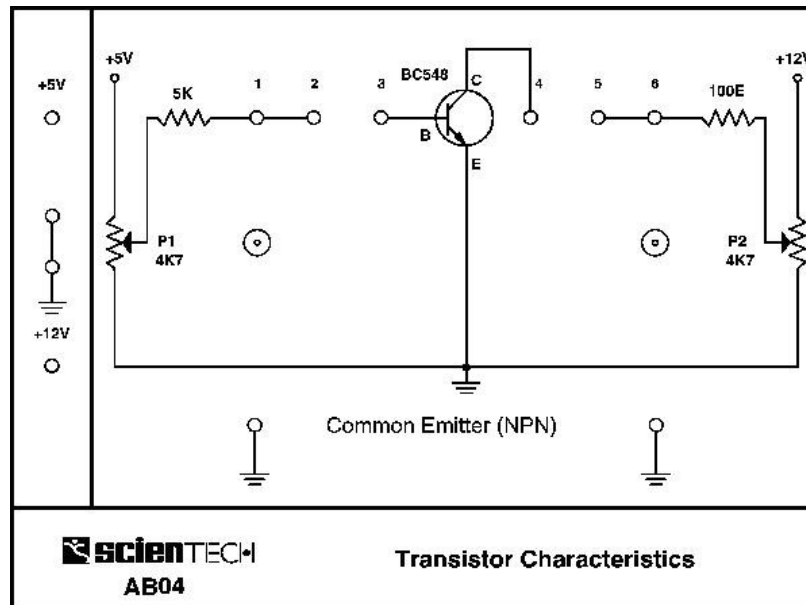 +5V
+12V
BC548
C
+5V
5K
1
2
3
4
5
6
100E
B
E
P1
4K7
P2
4K7
+12V
Common Emitter (NPN)
scienTECH
AB04
Transistor Characteristics